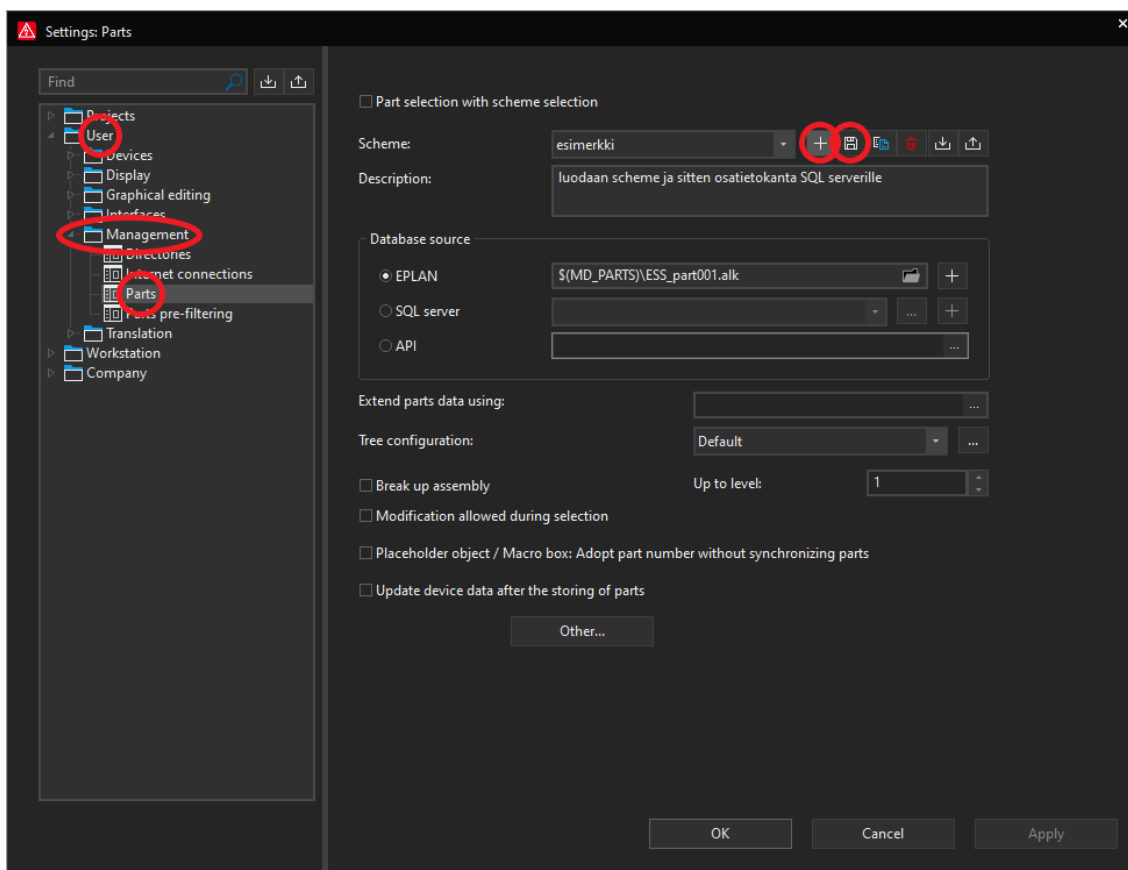 Settings: Parts
Find
Projects
User
Devices
Display
Graphical editing
Interfaces
Management
Directories
Internet connections
Parts
Parts pre-filtering
Translation
Workstation
Company
Part selection with scheme selection
Scheme: esimerkki
Description: luodaan scheme ja sitten osatietokanta SQL serverille
Database source
EPLAN $(MD_PARTS)\ESS_part001.alk
SQL server ...
API ...
Extend parts data using: ...
Tree configuration: Default ...
Break up assembly Up to level: 1
Modification allowed during selection
Placeholder object / Macro box: Adopt part number without synchronizing parts
Update device data after the storing of parts
Other...
OK Cancel Apply